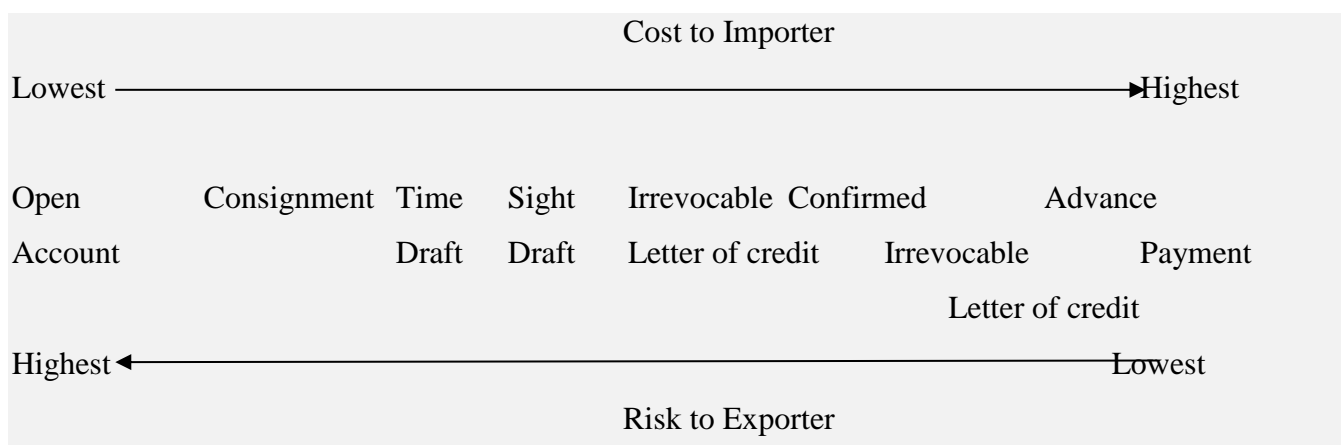 Cost to Importer
Lowest Highest
Open Consignment Time Sight Irrevocable Confirmed Advance
Account Draft Draft Letter of credit Irrevocable Payment
Letter of credit
Highest Lowest
Risk to Exporter